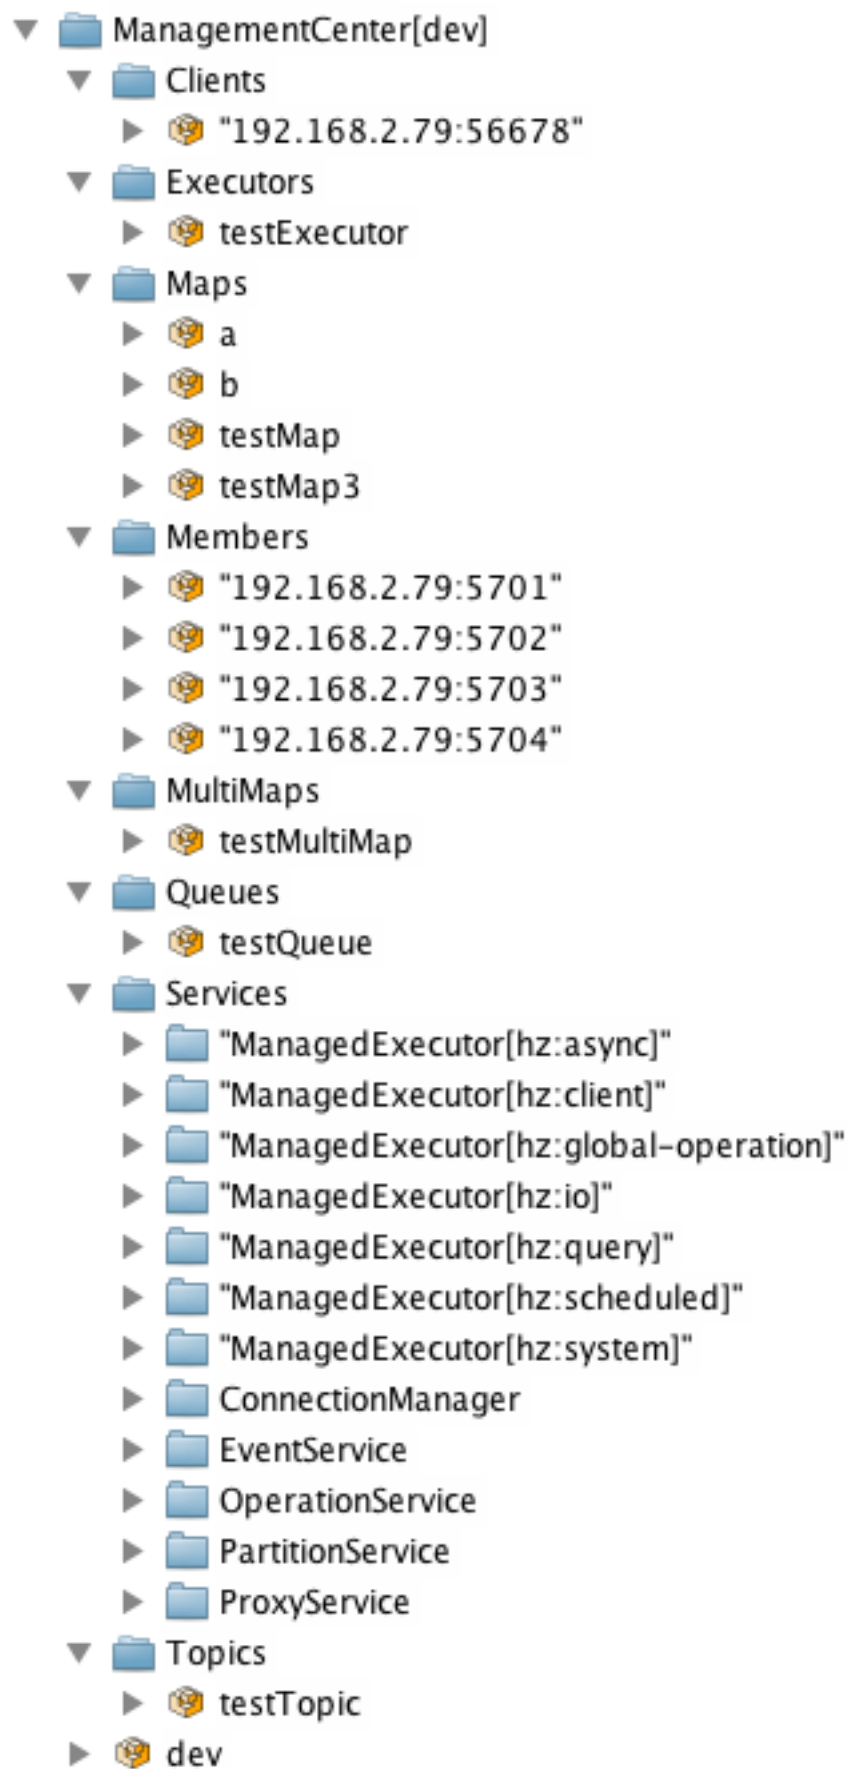 ManagementCenter[dev]
Clients
"192.168.2.79:56678"
Executors
testExecutor
Maps
a
b
testMap
testMap3
Members
"192.168.2.79:5701"
"192.168.2.79:5702"
"192.168.2.79:5703"
"192.168.2.79:5704"
MultiMaps
testMultiMap
Queues
testQueue
Services
"ManagedExecutor[hz:async]"
"ManagedExecutor[hz:client]"
"ManagedExecutor[hz:global-operation]"
"ManagedExecutor[hz:io]"
"ManagedExecutor[hz:query]"
"ManagedExecutor[hz:scheduled]"
"ManagedExecutor[hz:system]"
ConnectionManager
EventService
OperationService
PartitionService
ProxyService
Topics
testTopic
dev